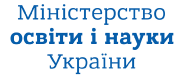 Міністерство
освіти і науки
України